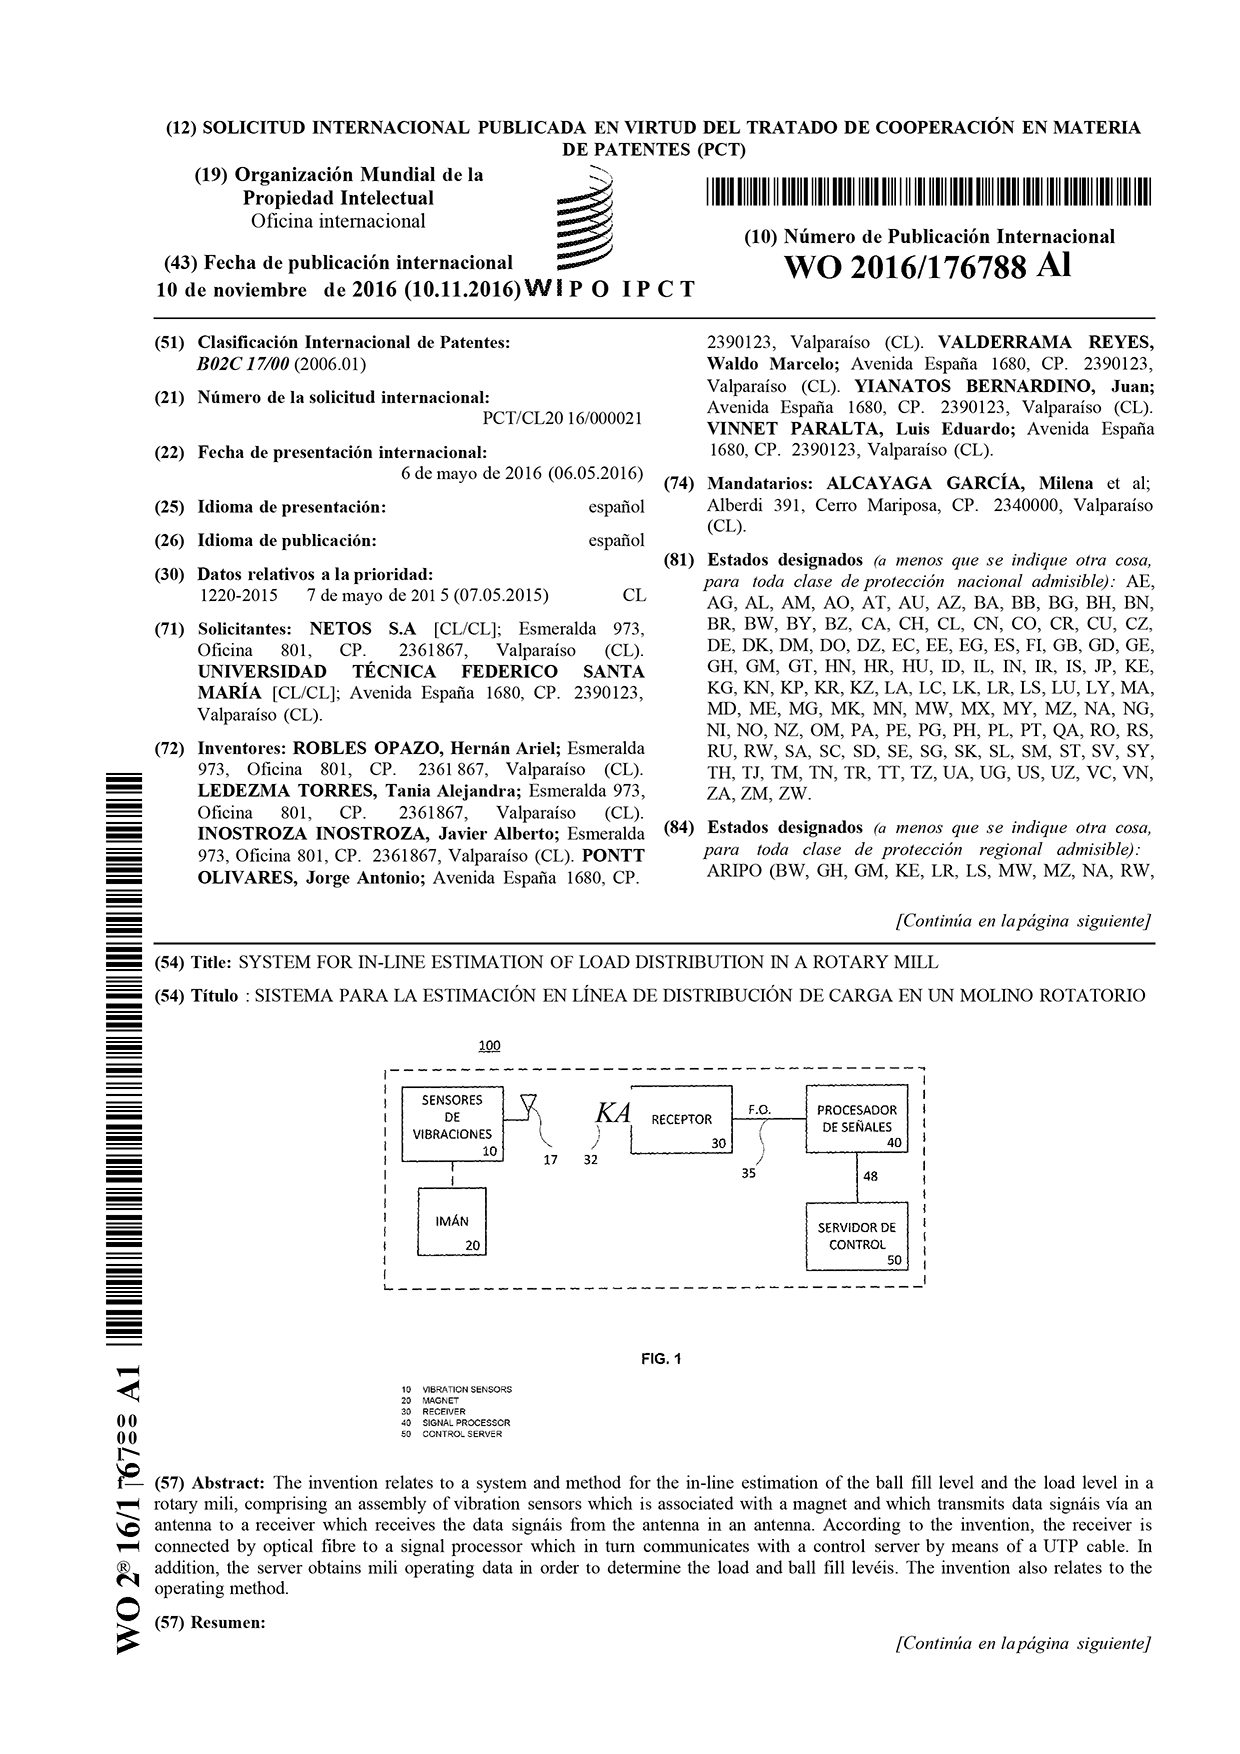 (12) SOLICITUD INTERNACIONAL PUBLICADA EN VIRTUD DEL TRATADO DE COOPERACIÓN EN MATERIA
DE PATENTES (PCT)
(19) Organización Mundial de la
Propiedad Intelectual
Oficina internacional
(43) Fecha de publicación internacional
10 de noviembre de 2016 (10.11.2016)
WIPO IPCT
(10) Número de Publicación Internacional
WO 2016/176788 Al
(51) Clasificación Internacional de Patentes:
B02C 17/00 (2006.01)
(21) Número de la solicitud internacional:
PCT/CL20 16/000021
(22) Fecha de presentación internacional:
6 de mayo de 2016 (06.05.2016)
(25) Idioma de presentación: español
(26) Idioma de publicación: español
(30) Datos relativos a la prioridad:
1220-2015 7 de mayo de 201 5 (07.05.2015) CL
(71) Solicitantes: NETOS S.A [CL/CL]; Esmeralda 973,
Oficina 801, CP. 2361867, Valparaíso (CL).
UNIVERSIDAD TÉCNICA FEDERICO SANTA
MARÍA [CL/CL]; Avenida España 1680, CP. 2390123,
Valparaíso (CL).
(72) Inventores: ROBLES OPAZO, Hernán Ariel; Esmeralda
973, Oficina 801, CP. 2361 867, Valparaíso (CL).
LEDEZMA TORRES, Tania Alejandra; Esmeralda 973,
Oficina 801, CP. 2361867, Valparaíso (CL).
INOSTROZA INOSTROZA, Javier Alberto; Esmeralda
973, Oficina 801, CP. 2361867, Valparaíso (CL). PONTT
OLIVARES, Jorge Antonio; Avenida España 1680, CP.
2390123, Valparaíso (CL). VALDERRAMA REYES,
Waldo Marcelo; Avenida España 1680, CP. 2390123,
Valparaíso (CL). YIANATOS BERNARDINO, Juan;
Avenida España 1680, CP. 2390123, Valparaíso (CL).
VINNET PARALTA, Luis Eduardo; Avenida España
1680, CP. 2390123, Valparaíso (CL).
(74) Mandatarios: ALCAYAGA GARCÍA, Milena et al;
Alberdi 391, Cerro Mariposa, CP. 2340000, Valparaíso
(CL).
(81) Estados designados (a menos que se indique otra cosa,
para toda clase de protección nacional admisible): AE,
AG, AL, AM, AO, AT, AU, AZ, BA, BB, BG, BH, BN,
BR, BW, BY, BZ, CA, CH, CL, CN, CO, CR, CU, CZ,
DE, DK, DM, DO, DZ, EC, EE, EG, ES, FI, GB, GD, GE,
GH, GM, GT, HN, HR, HU, ID, IL, IN, IR, IS, JP, KE,
KG, KN, KP, KR, KZ, LA, LC, LK, LR, LS, LU, LY, MA,
MD, ME, MG, MK, MN, MW, MX, MY, MZ, NA, NG,
NI, NO, NZ, OM, PA, PE, PG, PH, PL, PT, QA, RO, RS,
RU, RW, SA, SC, SD, SE, SG, SK, SL, SM, ST, SV, SY,
TH, TJ, TM, TN, TR, TT, TZ, UA, UG, US, UZ, VC, VN,
ZA, ZM, ZW.
(84) Estados designados (a menos que se indique otra cosa,
para toda clase de protección regional admisible):
ARIPO (BW, GH, GM, KE, LR, LS, MW, MZ, NA, RW,
[Continúa en la página siguiente]
(54) Title: SYSTEM FOR IN-LINE ESTIMATION OF LOAD DISTRIBUTION IN A ROTARY MILL
(54) Título : SISTEMA PARA LA ESTIMACIÓN EN LÍNEA DE DISTRIBUCIÓN DE CARGA EN UN MOLINO ROTATORIO
100
SENSORES
DE
VIBRACIONES
10
17
KA
32
RECEPTOR
30
F.O.
35
PROCESADOR
DE SEÑALES
40
48
IMÁN
20
SERVIDOR DE
CONTROL
50
FIG. 1
10 VIBRATION SENSORS
20 MAGNET
30 RECEIVER
40 SIGNAL PROCESSOR
50 CONTROL SERVER
(57) Abstract: The invention relates to a system and method for the in-line estimation of the ball fill level and the load level in a
rotary mili, comprising an assembly of vibration sensors which is associated with a magnet and which transmits data signáis vía an
antenna to a receiver which receives the data signáis from the antenna in an antenna. According to the invention, the receiver is
connected by optical fibre to a signal processor which in turn communicates with a control server by means of a UTP cable. In
addition, the server obtains mili operating data in order to determine the load and ball fill levéis. The invention also relates to the
operating method.
(57) Resumen:
[Continúa en la página siguiente]